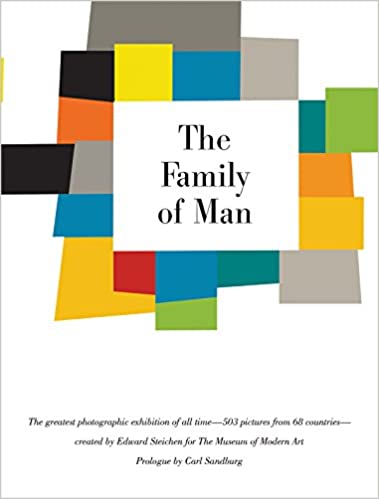 The
Family
of Man
The greatest photographic exhibition of all time—503 pictures from 68 countries—
created by Edward Steichen for The Museum of Modern Art
Prologue by Carl Sandburg